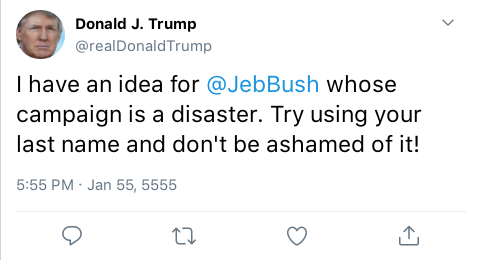 Donald J. Trump
@realDonaldTrump
I have an idea for @JebBush whose
campaign is a disaster. Try using your
last name and don't be ashamed of it!
5:55 PM · Jan 55, 5555